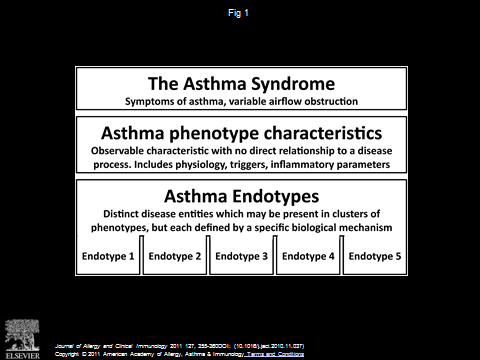 Fig 1
The Asthma Syndrome
Symptoms of asthma, variable airflow obstruction
Asthma phenotype characteristics
Observable characteristic with no direct relationship to a disease
process. Includes physiology, triggers, inflammatory parameters
Asthma Endotypes
Distinct disease entities which may be present in clusters of
phenotypes, but each defined by a specific biological mechanism
Endotype 1 Endotype 2 Endotype 3 Endotype 4 Endotype 5
ELSEVIER
Journal of Allergy and Clinical Immunology 2011 127, 355-360DOI: (10.1016/j.jaci.2010.11.037)
Copyright © 2011 American Academy of Allergy, Asthma & Immunology Terms and Conditions